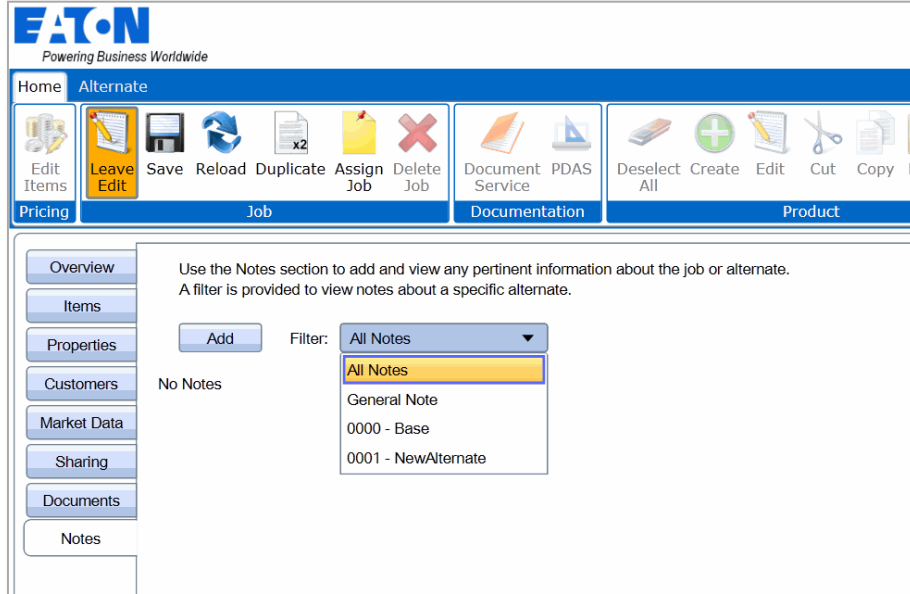 EATON
Powering Business Worldwide
Home Alternate
Edit Items
Leave Edit
Save
Reload
x2
Duplicate
Assign Job
Delete Job
Document Service
PDAS
Deselect All
Create
Edit
Cut
Copy
Pricing
Job
Documentation
Product
Overview
Items
Properties
Customers
Market Data
Sharing
Documents
Notes
Use the Notes section to add and view any pertinent information about the job or alternate.
A filter is provided to view notes about a specific alternate.
Add Filter: All Notes
No Notes
All Notes
General Note
0000 - Base
0001 - NewAlternate